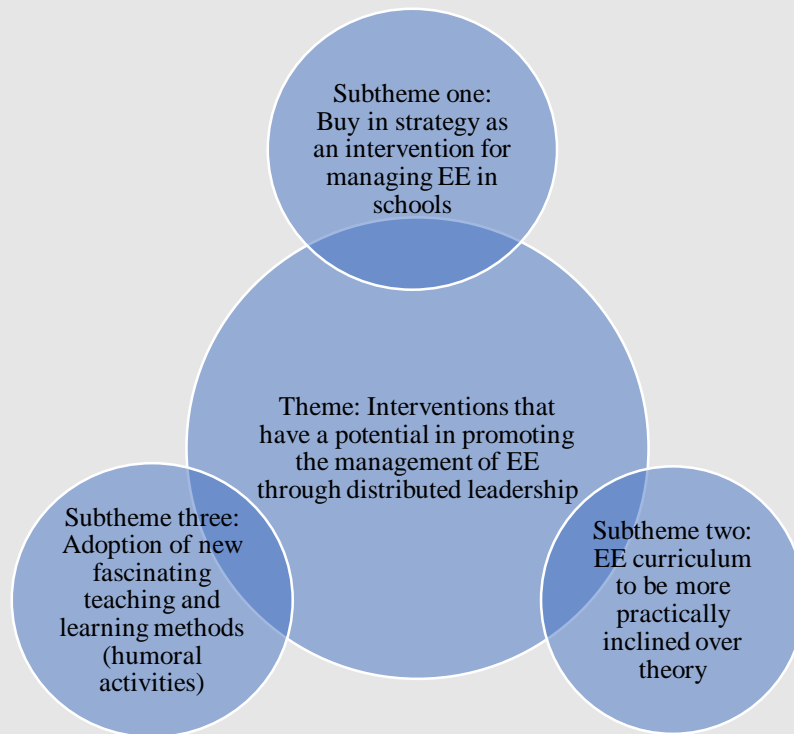 Subtheme one:
Buy in strategy as
an intervention for
managing EE in
schools
Theme: Interventions that
have a potential in promoting
the management of EE
through distributed leadership
Subtheme three:
Adoption of new
fascinating
teaching and
learning methods
(humoral
activities)
Subtheme two:
EE curriculum
to be more
practically
inclined over
theory